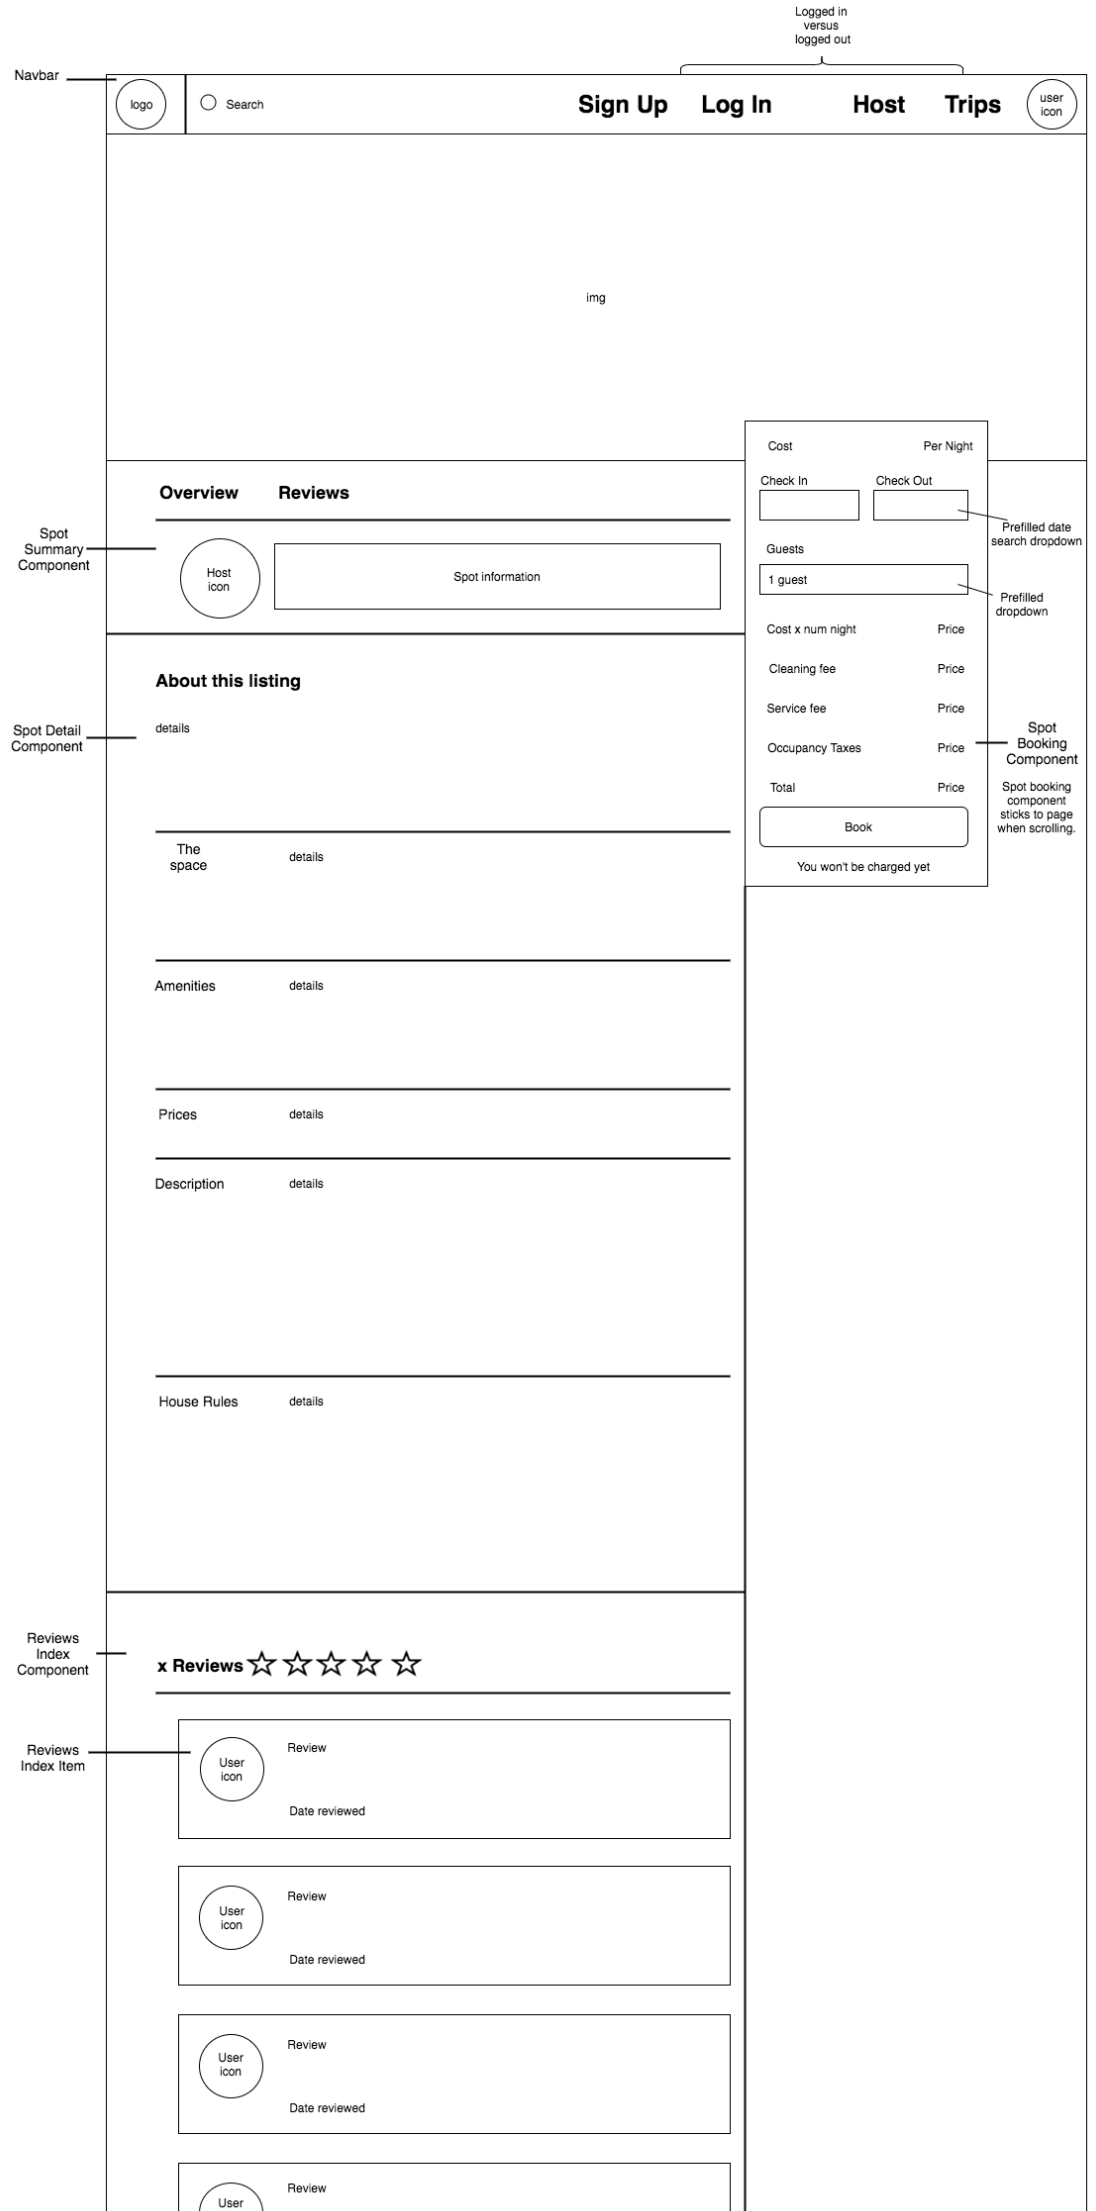 Logged in
versus
logged out
Navbar
logo
Search
Sign Up
Log In
Host
Trips
user
icon
img
Cost
Per Night
Check In
Check Out
Prefilled date
search dropdown
Guests
1 guest
Prefilled
dropdown
Cost x num night
Price
Cleaning fee
Price
Service fee
Price
Occupancy Taxes
Price
Total
Price
Book
You won't be charged yet
Spot
Booking
Component
Spot booking
component
sticks to page
when scrolling.
Overview
Reviews
Spot
Summary
Component
Host
icon
Spot information
About this listing
Spot Detail
Component
details
The
space
details
Amenities
details
Prices
details
Description
details
House Rules
details
Reviews
Index
Component
x Reviews
Reviews
Index Item
User
icon
Review
Date reviewed
User
icon
Review
Date reviewed
User
icon
Review
Date reviewed
User
Review